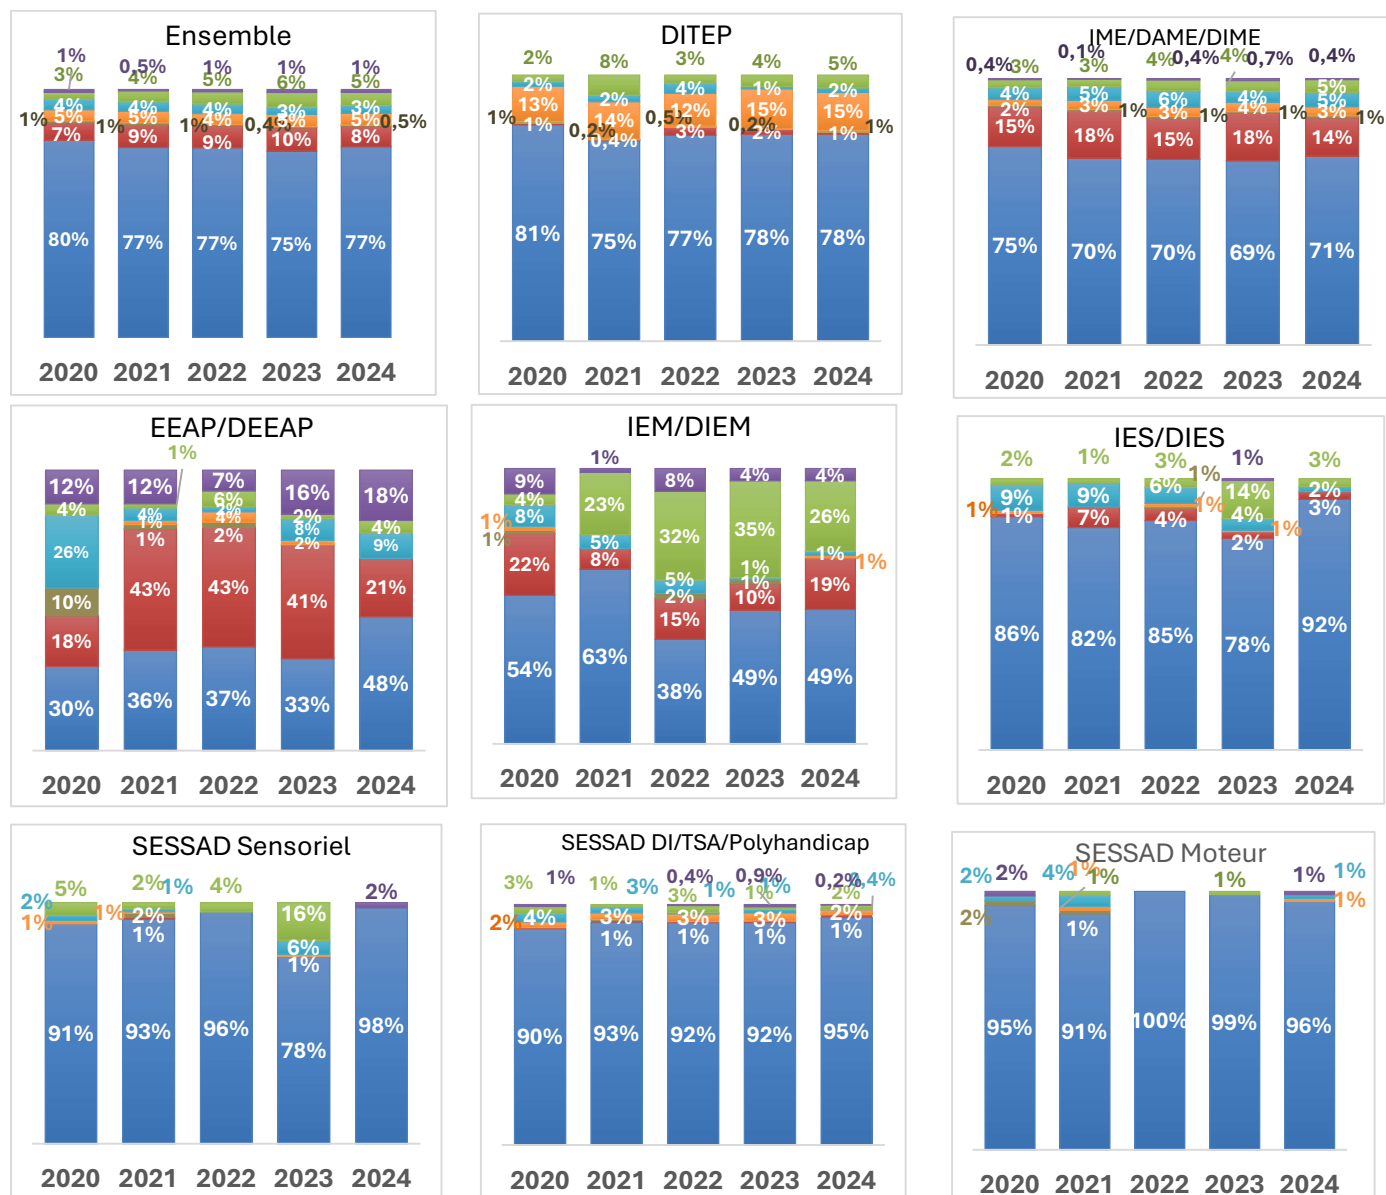 Ensemble
1% 0,5% 1% 1% 1%
3% 4% 5% 6% 5%
4% 4% 4% 3% 3%
5% 5% 4% 5%
1% 1% 1% 0,4% 0,5%
7% 9% 9% 10% 8%
80% 77% 77% 75% 77%
2020 2021 2022 2023 2024
DITEP
2% 8% 3% 4% 5%
2% 2% 4% 1% 2%
13% 14% 12% 15% 15%
1% 0,2% 0,5% 0,2% 1%
1% 0,4% 3% 2% 1%
81% 75% 77% 78% 78%
2020 2021 2022 2023 2024
IME/DAME/DIME
0,4% 0,1% 0,4% 0,7% 0,4%
3% 3% 4% 4% 5%
4% 5% 6% 4% 5%
2% 3% 3% 4% 3%
1% 1% 1% 1%
15% 18% 15% 18% 14%
75% 70% 70% 69% 71%
2020 2021 2022 2023 2024
EEAP/DEEAP
1%
12% 12% 7% 16% 18%
4% 6% 2% 4%
26% 4% 2% 8% 9%
1% 4% 2%
10% 1% 2%
18% 43% 43% 41% 21%
30% 36% 37% 33% 48%
2020 2021 2022 2023 2024
IEM/DIEM
9% 1% 8% 4% 4%
4% 23% 32% 35% 26%
8% 5% 5% 1% 1%
1% 1%
1% 2% 1%
22% 8% 15% 10% 19%
54% 63% 38% 49% 49%
2020 2021 2022 2023 2024
IES/DIES
1%
2% 1% 3% 14% 3%
9% 9% 6% 4% 2%
1% 1% 1%
1%
1% 7% 4% 2% 3%
86% 82% 85% 78% 92%
2020 2021 2022 2023 2024
SESSAD Sensoriel
2%
5% 2% 4% 16%
2% 1% 6%
1% 1% 1%
2%
1%
91% 93% 96% 78% 98%
2020 2021 2022 2023 2024
SESSAD DI/TSA/Polyhandicap
1% 0,4% 0,9% 0,2%
3% 1% 3% 1% 2%
4% 3% 1% 1% 0,4%
2% 3% 3% 3% 2%
1% 1% 1% 1%
90% 93% 92% 92% 95%
2020 2021 2022 2023 2024
SESSAD Moteur
2% 1%
1% 1%
2% 4% 1%
1% 1%
2%
1%
95% 91% 100% 99% 96%
2020 2021 2022 2023 2024